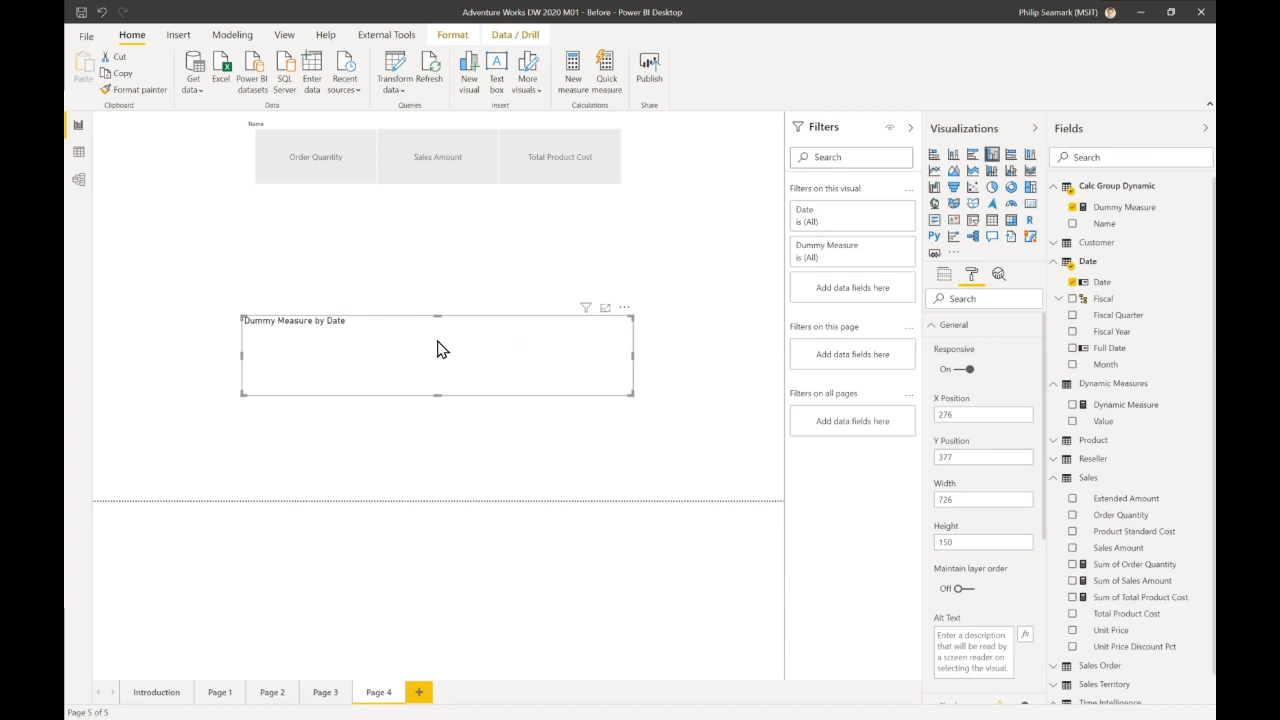 Adventure Works DW 2020 M01 - Before - Power BI Desktop
Philip Seamark (MSIT)
File
Home
Insert
Modeling
View
Help
External Tools
Format
Data / Drill
Paste
Cut
Copy
Format painter
Clipboard
Get data
Excel
Power BI datasets
SQL Server
Enter data
Recent sources
Data
Transform data
Refresh
Queries
New visual
Text box
More visuals
Insert
New measure
Quick measure
Calculations
Publish
Share
Name
Order Quantity
Sales Amount
Total Product Cost
Dummy Measure by Date
Filters
Search
Filters on this visual
...
Date
is (All)
Dummy Measure
is (All)
Add data fields here
Filters on this page
...
Add data fields here
Filters on all pages
...
Add data fields here
Visualizations
R
Py
...
Search
General
Responsive
On
X Position
276
Y Position
377
Width
726
Height
150
Maintain layer order
Off
Alt Text
Enter a description
that will be read by
a screen reader on
selecting the visual.
fx
Fields
Search
Calc Group Dynamic
Dummy Measure
Name
Customer
Date
Date
Fiscal
Fiscal Quarter
Fiscal Year
Full Date
Month
Dynamic Measures
Dynamic Measure
Value
Product
Reseller
Sales
Extended Amount
Order Quantity
Product Standard Cost
Sales Amount
Sum of Order Quantity
Sum of Sales Amount
Sum of Total Product Cost
Total Product Cost
Unit Price
Unit Price Discount Pct
Sales Order
Sales Territory
Time Intelligence
Introduction
Page 1
Page 2
Page 3
Page 4
Page 5 of 5